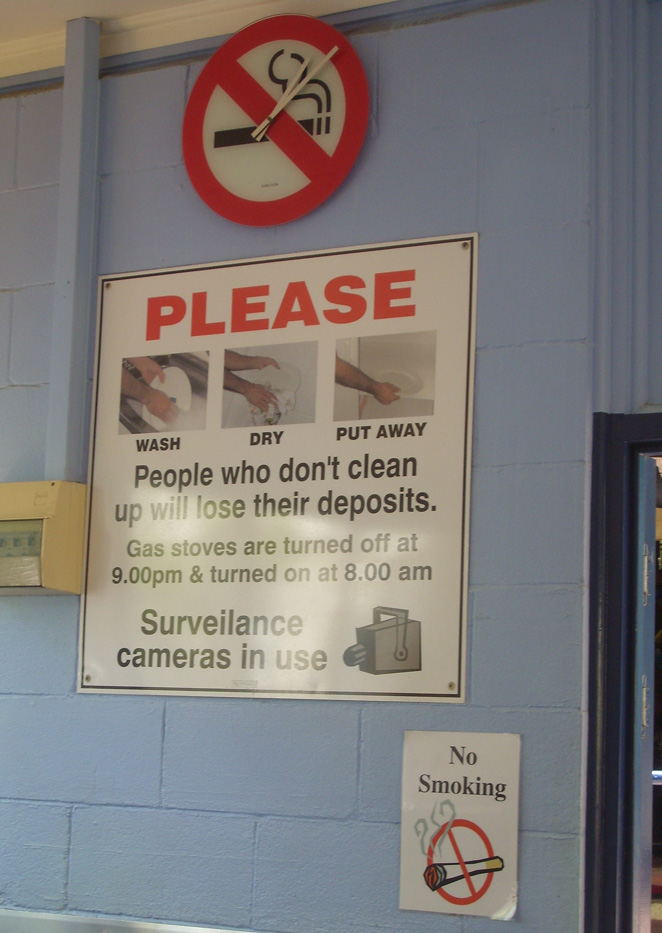 PLEASE
WASH
DRY
PUT AWAY
People who don't clean
up will lose their deposits.
Gas stoves are turned off at
9.00pm & turned on at 8.00 am
Surveilance
cameras in use
No
Smoking